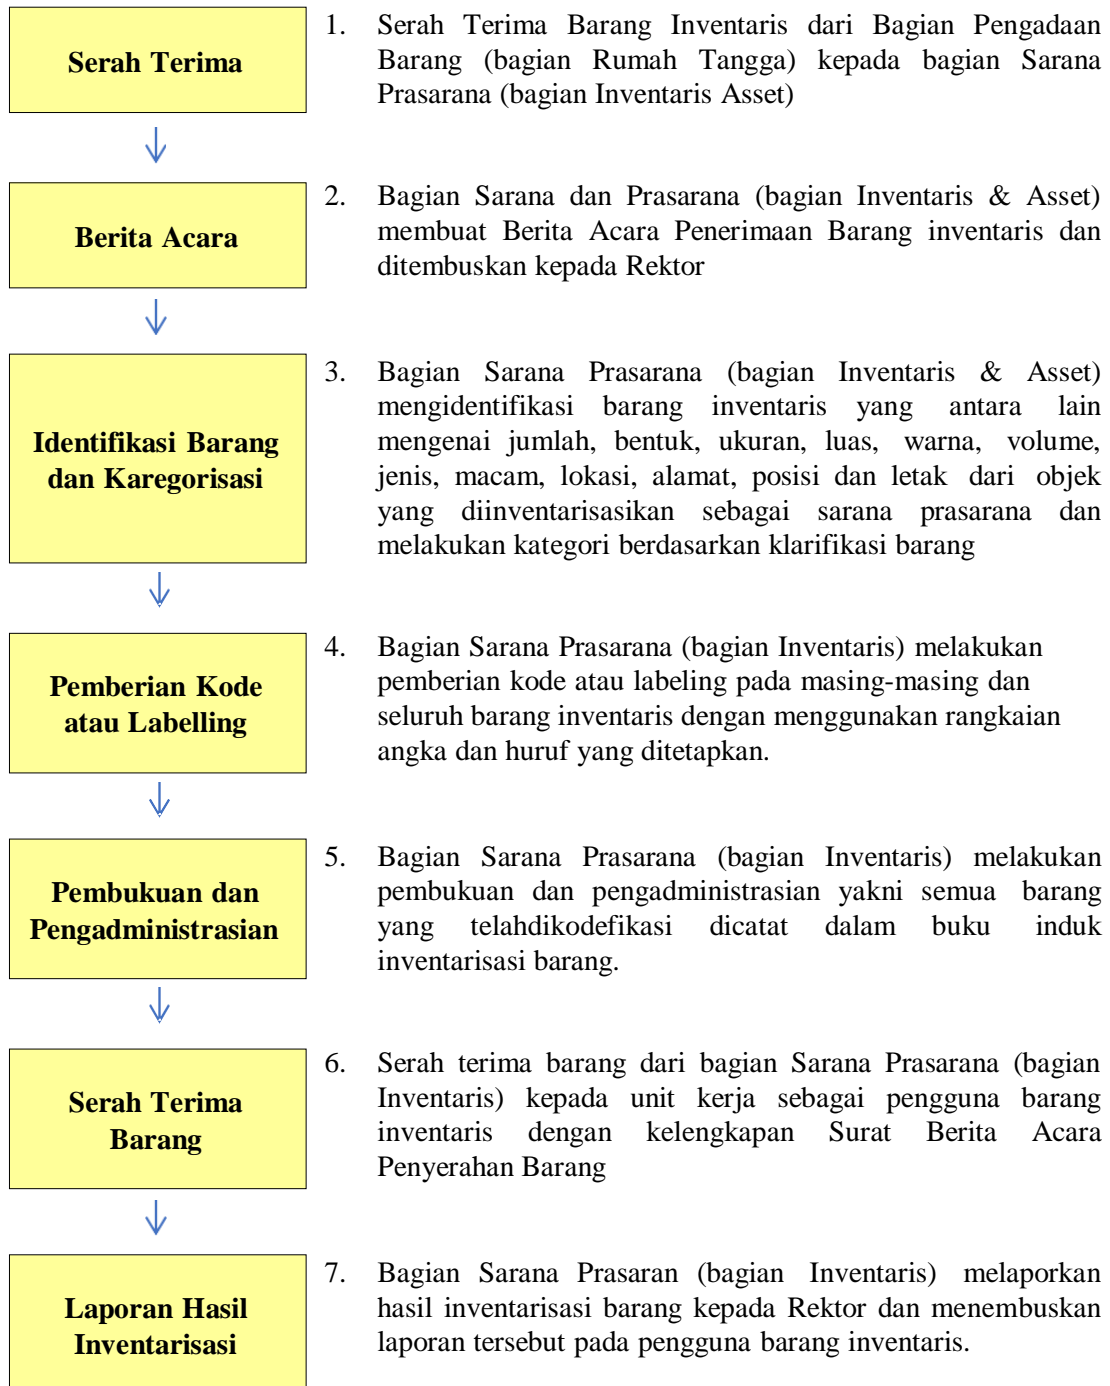 Serah Terima
1. Serah Terima Barang Inventaris dari Bagian Pengadaan
Barang (bagian Rumah Tangga) kepada bagian Sarana
Prasarana (bagian Inventaris Asset)
Berita Acara
2. Bagian Sarana dan Prasarana (bagian Inventaris & Asset)
membuat Berita Acara Penerimaan Barang inventaris dan
ditembuskan kepada Rektor
Identifikasi Barang
dan Karegorisasi
3. Bagian Sarana Prasarana (bagian Inventaris & Asset)
mengidentifikasi barang inventaris yang antara lain
mengenai jumlah, bentuk, ukuran, luas, warna, volume,
jenis, macam, lokasi, alamat, posisi dan letak dari objek
yang diinventarisasikan sebagai sarana prasarana dan
melakukan kategori berdasarkan klarifikasi barang
Pemberian Kode
atau Labelling
4. Bagian Sarana Prasarana (bagian Inventaris) melakukan
pemberian kode atau labeling pada masing-masing dan
seluruh barang inventaris dengan menggunakan rangkaian
angka dan huruf yang ditetapkan.
Pembukuan dan
Pengadministrasian
5. Bagian Sarana Prasarana (bagian Inventaris) melakukan
pembukuan dan pengadministrasian yakni semua barang
yang telahdikodefikasi dicatat dalam buku induk
inventarisasi barang.
Serah Terima
Barang
6. Serah terima barang dari bagian Sarana Prasarana (bagian
Inventaris) kepada unit kerja sebagai pengguna barang
inventaris dengan kelengkapan Surat Berita Acara
Penyerahan Barang
Laporan Hasil
Inventarisasi
7. Bagian Sarana Prasaran (bagian Inventaris) melaporkan
hasil inventarisasi barang kepada Rektor dan menembuskan
laporan tersebut pada pengguna barang inventaris.